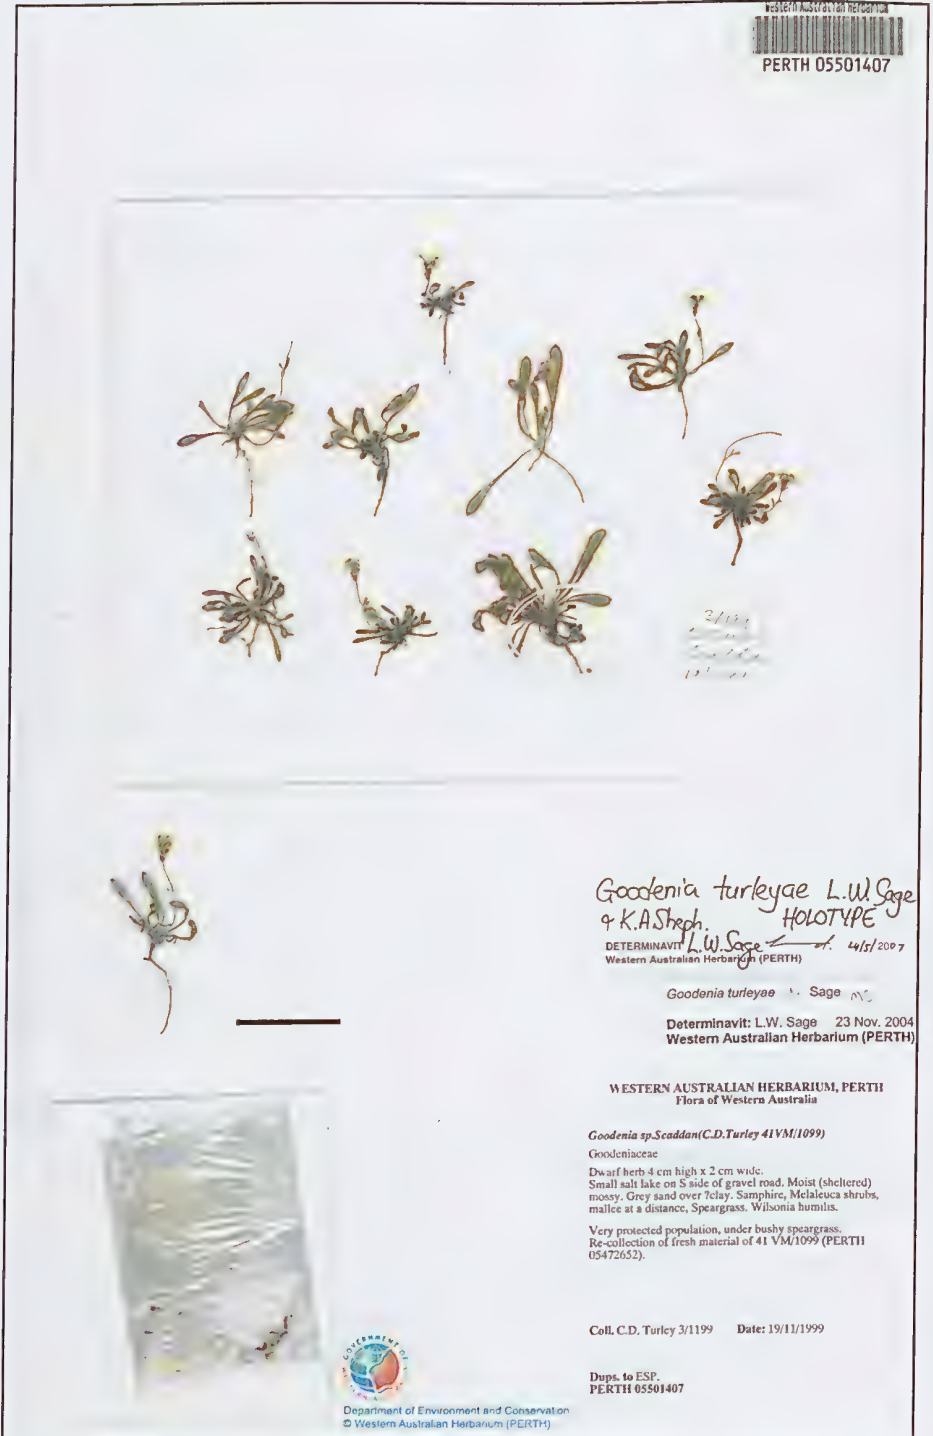 Western Australian Herbarium
PERTH 05501407
Goodenia turleyae L.W. Sage
& K.A Sheph. HOLOTYPE
DETERMINAVIT L.W. Sage 4/5/2007
Western Australian Herbarium (PERTH)
Goodenia turleyae Sage
Determinavit: L.W. Sage 23 Nov. 2004
Western Australian Herbarium (PERTH)
WESTERN AUSTRALIAN HERBARIUM, PERTH
Flora of Western Australia
Goodenia sp.Scaddan(C.D.Turley 41VM/1099)
Goodeniaceae
Dwarf herb 4 cm high x 2 cm wide.
Small salt lake on S side of gravel road. Moist (sheltered)
mossy. Grey sand over ?clay. Samphire, Melaleuca shrubs,
mallee at a distance, Speargrass. Wilsonia humilis.
Very protected population, under bushy speargrass.
Re-collection of fresh material of 41 VM/1099 (PERTH
05472652).
Coll. C.D. Turley 3/1199 Date: 19/11/1999
Dups. to ESP.
PERTH 05501407
GOVERNMENT OF
Department of Environment and Conservation
© Western Australian Herbarium (PERTH)